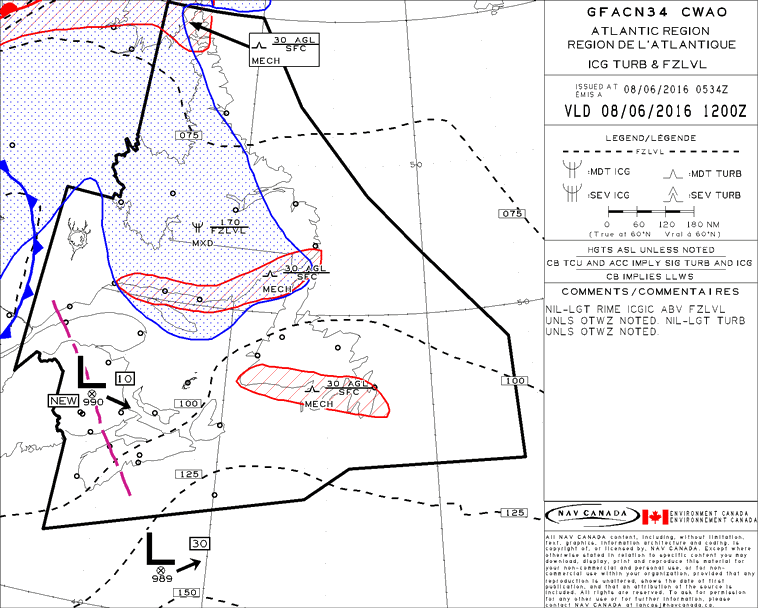 GFACN34 CWAO
ATLANTIC REGION
REGION DE L'ATLANTIQUE
ICG TURB & FZLVL
ISSUED AT 08/06/2016 0534Z
ÉMIS A
VLD 08/06/2016 1200Z
LEGEND/LÉGENDE
FZLVL
:MDT ICG
:MDT TURB
:SEV ICG
:SEV TURB
0 60 120 180 NM
(True at 60°N Vrai à 60°N)
HGTS ASL UNLESS NOTED
CB TCU AND ACC IMPLY SIG TURB AND ICG
CB IMPLIES LLWS
COMMENTS/COMMENTAIRES
NIL-LGT RIME ICGIC ABV FZLVL
UNLS OTWZ NOTED. NIL-LGT TURB
UNLS OTWZ NOTED.
NAV CANADA
ENVIRONMENT CANADA
ENVIRONNEMENT CANADA
All NAV CANADA content, including, without limitation,
text, graphics, information architecture and coding, is
copyright of, or licensed by, NAV CANADA. Except where
otherwise stated in relation to specific content you may
download, display, print and reproduce this material for
your non-commercial and personal use, or for non-
commercial use within your organization, provided that any
reproduction is unaltered, shows the date of first
publication, and that an attribution of the source is
included. All rights are reserved. To ask for permission
for any other use or for further information, please
contact NAV CANADA at
30 AGL
SFC
MECH
075
50
075
170
FZLVL
MXD
30 AGL
SFC
MECH
50
L
10
990
NEW
100
30 AGL
SFC
MECH
100
125
125
L
30
989
150